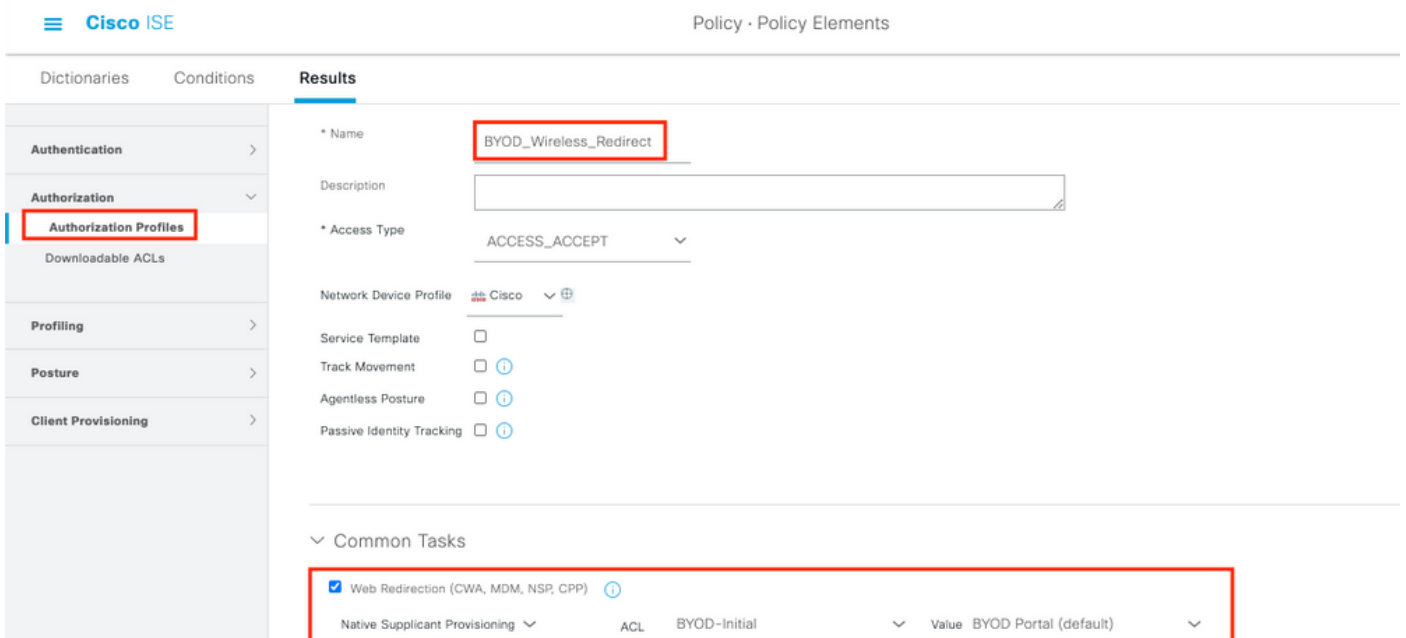 Cisco ISE
Policy · Policy Elements
Dictionaries Conditions Results
Authentication
Authorization
Authorization Profiles
Downloadable ACLs
Profiling
Posture
Client Provisioning
* Name BYOD_Wireless_Redirect
Description
* Access Type ACCESS_ACCEPT
Network Device Profile Cisco
Service Template
Track Movement
Agentless Posture
Passive Identity Tracking
Common Tasks
Web Redirection (CWA, MDM, NSP, CPP)
Native Supplicant Provisioning ACL BYOD-Initial Value BYOD Portal (default)